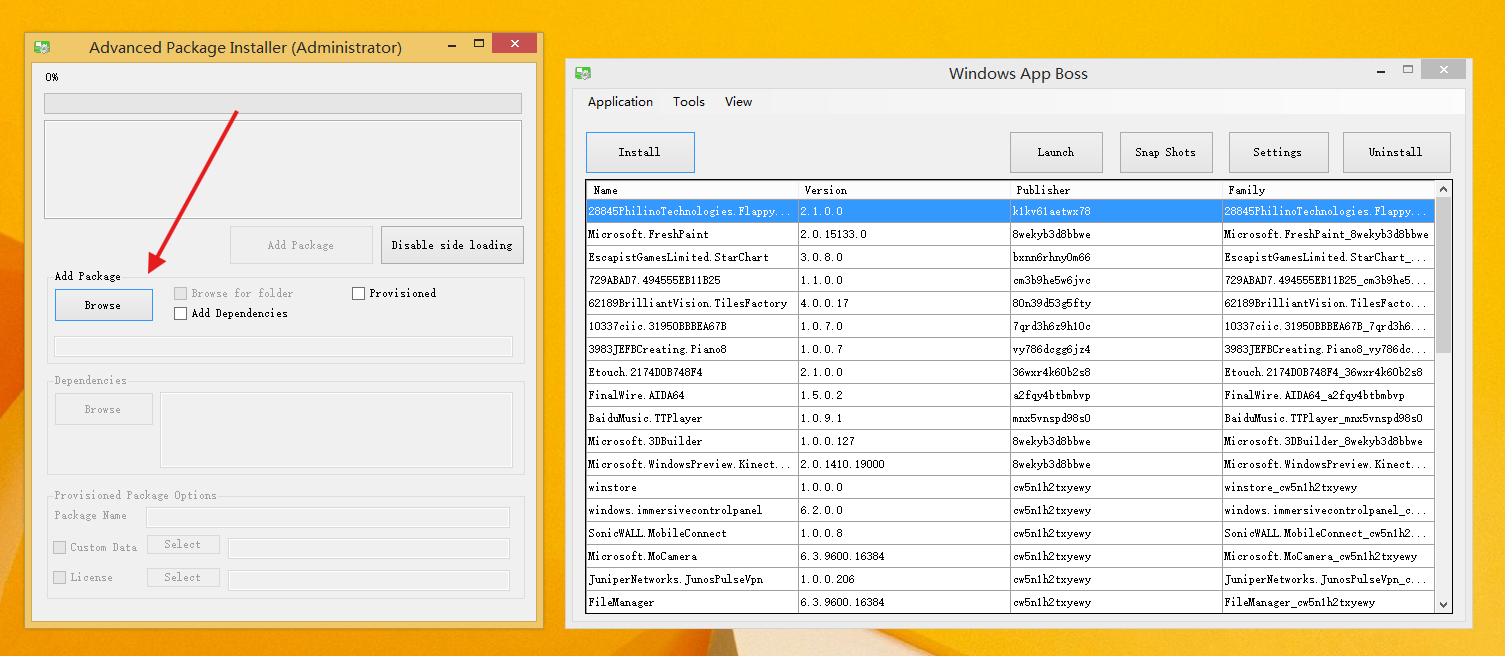 Advanced Package Installer (Administrator)
0%
Add Package
Disable side loading
Add Package
Browse
Browse for folder
Provisioned
Add Dependencies
Dependencies
Browse
Provisioned Package Options
Package Name
Custom Data
Select
License
Select
Windows App Boss
Application Tools View
Install Launch Snap Shots Settings Uninstall
Name Version Publisher Family
28845PhilinoTechnologies.Flappy... 2.1.0.0 k1kv61aetwx78 28845PhilinoTechnologies.Flappy...
Microsoft.FreshPaint 2.0.15133.0 8wekyb3d8bbwe Microsoft.FreshPaint_8wekyb3d8bbwe
EscapistGamesLimited.StarChart 3.0.8.0 bxnn6rhny0m66 EscapistGamesLimited.StarChart_...
729ABAD7.494555EB11B25 1.1.0.0 cm3b9he5w6jvc 729ABAD7.494555EB11B25_cm3b9he5...
62189BrilliantVision.TilesFactory 4.0.0.17 80n39d53g5fty 62189BrilliantVision.TilesFacto...
10337ciic.31950BBBEA67B 1.0.7.0 7qrd3h6z9h10c 10337ciic.31950BBBEA67B_7qrd3h6...
3983JEFBCreating.Piano8 1.0.0.7 vy786dcgg6jz4 3983JEFBCreating.Piano8_vy786dc...
Etouch.2174D0B748F4 2.1.0.0 36wxr4k60b2s8 Etouch.2174D0B748F4_36wxr4k60b2s8
FinalWire.AIDA64 1.5.0.2 a2fqy4btbmbvp FinalWire.AIDA64_a2fqy4btbmbvp
BaiduMusic.TTPlayer 1.0.9.1 mnx5vnspd98s0 BaiduMusic.TTPlayer_mnx5vnspd98s0
Microsoft.3DBuilder 1.0.0.127 8wekyb3d8bbwe Microsoft.3DBuilder_8wekyb3d8bbwe
Microsoft.WindowsPreview.Kinect... 2.0.1410.19000 8wekyb3d8bbwe Microsoft.WindowsPreview.Kinect...
winstore 1.0.0.0 cw5n1h2txyewy winstore_cw5n1h2txyewy
windows.immersivecontrolpanel 6.2.0.0 cw5n1h2txyewy windows.immersivecontrolpanel_c...
SonicWALL.MobileConnect 1.0.0.8 cw5n1h2txyewy SonicWALL.MobileConnect_cw5n1h2...
Microsoft.MoCamera 6.3.9600.16384 cw5n1h2txyewy Microsoft.MoCamera_cw5n1h2txyewy
JuniperNetworks.JunosPulseVpn 1.0.0.206 cw5n1h2txyewy JuniperNetworks.JunosPulseVpn_c...
FileManager 6.3.9600.16384 cw5n1h2txyewy FileManager_cw5n1h2txyewy